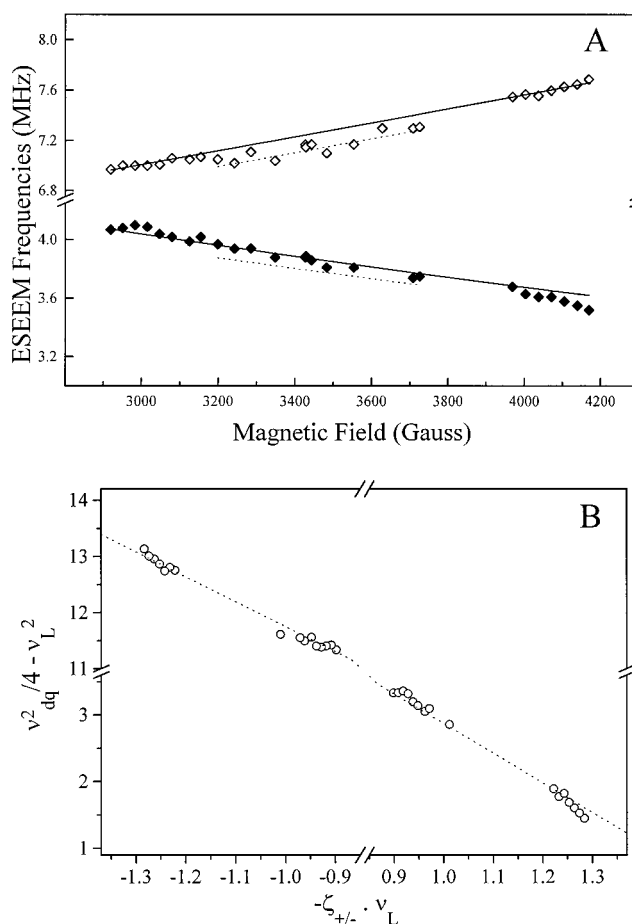 A
ESEEM Frequencies (MHz)
8.0
7.6
7.2
6.8
4.0
3.6
3.2
3000 3200 3400 3600 3800 4000 4200
Magnetic Field (Gauss)
B
ν²dq/4 - νL²
14
13
12
11
3
2
1
-1.3 -1.2 -1.1 -1.0 -0.9 0.9 1.0 1.1 1.2 1.3
-ζ+/- · νL